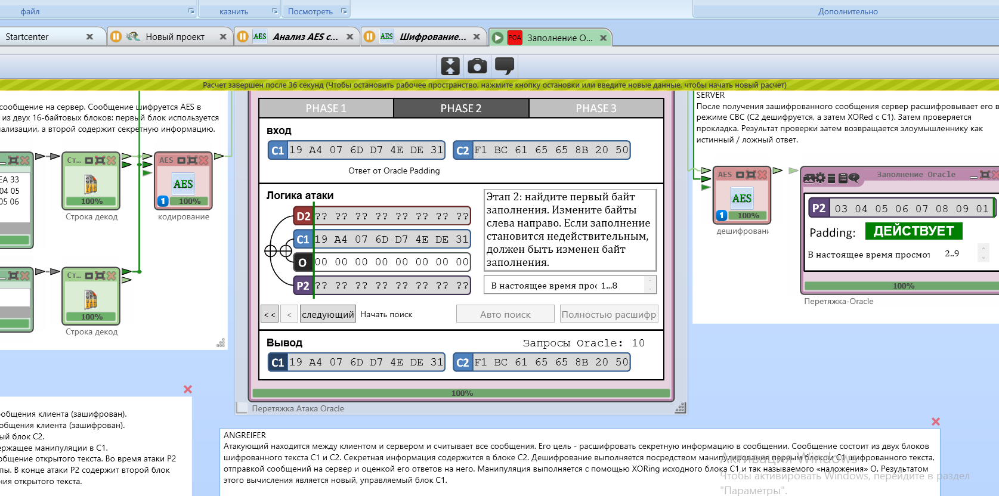 файл
казнить
Посмотреть
Дополнительно
Startcenter
Новый проект
AES Анализ AES с...
AES Шифрование...
POA Заполнение О...
Расчет завершен после 36 секунд (Чтобы остановить рабочее пространство, нажмите кнопку остановки или введите новые данные, чтобы начать новый расчет)
сообщение на сервер. Сообщение шифруется AES в
из двух 16-байтовых блоков: первый блок используется
ализации, а второй содержит секретную информацию.
EA 33
04 05
05 06
Ст...
100%
Строка декод
AES
AES
1
100%
кодирование
Ст...
100%
Строка декод
PHASE 1
PHASE 2
PHASE 3
вход
C1 19 A4 07 6D D7 4E DE 31
C2 F1 BC 61 65 65 8B 20 50
Ответ от Oracle Padding
Логика атаки
D2 ?? ?? ?? ?? ?? ?? ?? ??
C1 19 A4 07 6D D7 4E DE 31
O 00 00 00 00 00 00 00 00
P2 ?? ?? ?? ?? ?? ?? ?? ??
Этап 2: найдите первый байт
заполнения. Измените байты
слева направо. Если заполнение
становится недействительным,
должен быть изменен байт
заполнения.
В настоящее время прос 1...8
<<
<
следующий
Начать поиск
Авто поиск
Полностью расшифр
Вывод
Запросы Oracle: 10
C1 19 A4 07 6D D7 4E DE 31
C2 F1 BC 61 65 65 8B 20 50
100%
Перетяжка Атака Oracle
SERVER
После получения зашифрованного сообщения сервер расшифровывает его в
режиме CBC (C2 дешифруется, а затем XORed с C1). Затем проверяется
прокладка. Результат проверки затем возвращается злоумышленнику как
истинный / ложный ответ.
AES
AES
1
100%
дешифровани
Заполнение Oracle
P2 03 04 05 06 07 08 09 01
Padding: ДЕЙСТВУЕТ
В настоящее время просмот 2..9
100%
Перетяжка-Oracle
ообщения клиента (зашифрован).
ообщения клиента (зашифрован).
ый блок C2.
ержащее манипуляции в C1.
общение открытого текста. Во время атаки P2
пы. В конце атаки P2 содержит второй блок
ния открытого текста.
ANGREIFER
Атакующий находится между клиентом и сервером и считывает все сообщения. Его цель - расшифровать секретную информацию в сообщении. Сообщение состоит из двух блоков
шифрованного текста C1 и C2. Секретная информация содержится в блоке C2. Дешифрование выполняется посредством манипулирования первым блоком C1 шифрованного текста,
отправкой сообщений на сервер и оценкой его ответов на него. Манипуляция выполняется с помощью XORing исходного блока C1 и так называемого «наложения» O. Результатом
этого вычисления является новый, управляемый блок C1.
Активация Windows
Чтобы активировать Windows, перейдите в раздел
"Параметры".